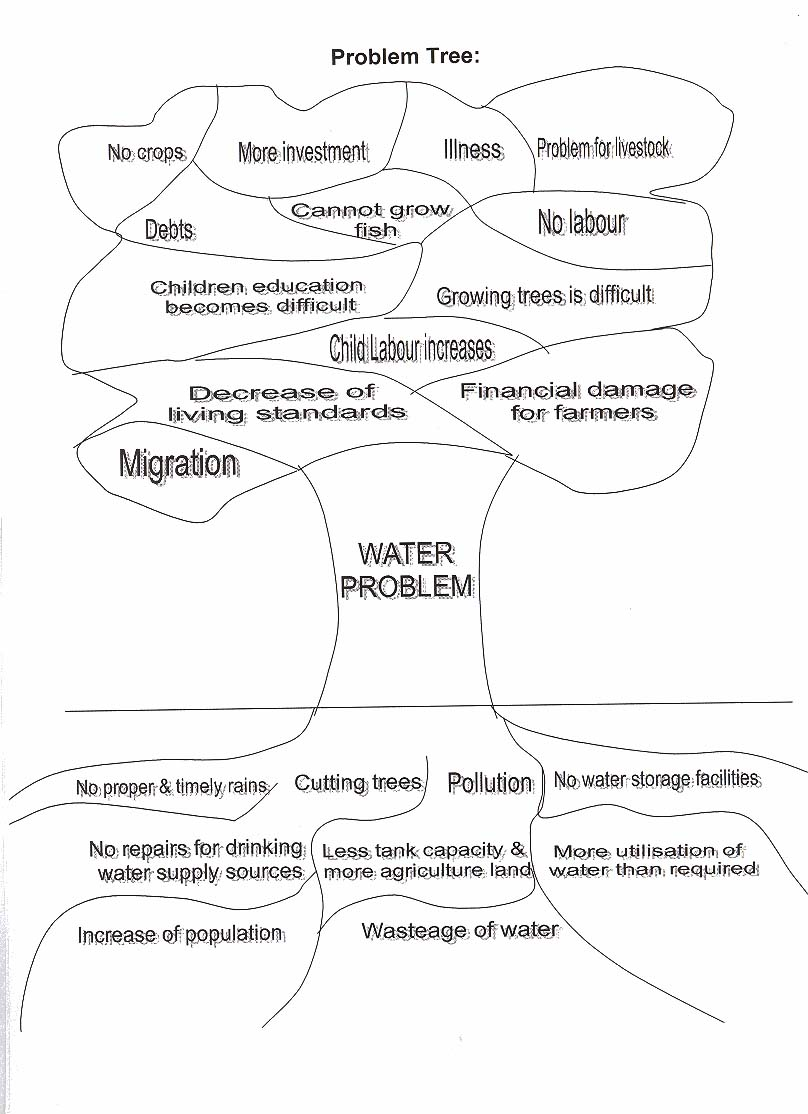 Problem Tree:
No crops
More investment
Illness
Problem for livestock
Debts
Cannot grow
fish
No labour
Children education
becomes difficult
Growing trees is difficult
Child Labour increases
Decrease of
living standards
Financial damage
for farmers
Migration
WATER
PROBLEM
No proper & timely rains
Cutting trees
Pollution
No water storage facilities
No repairs for drinking
water supply sources
Less tank capacity &
more agriculture land
More utilisation of
water than required
Increase of population
Wasteage of water